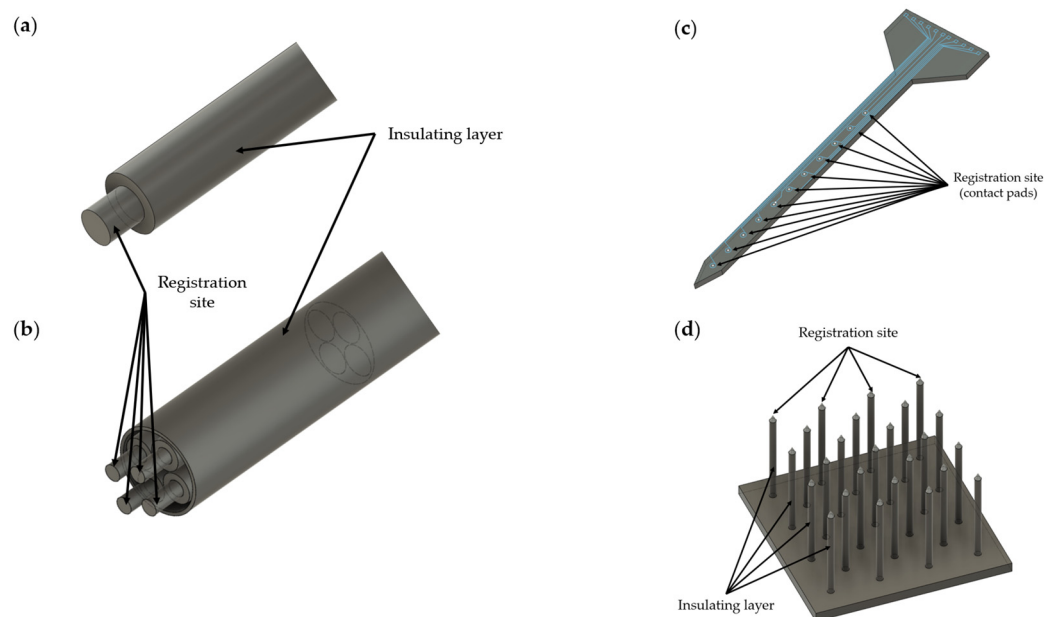 (a)
Insulating layer
Registration
site
(b)
(c)
Registration site
(contact pads)
(d)
Registration site
Insulating layer